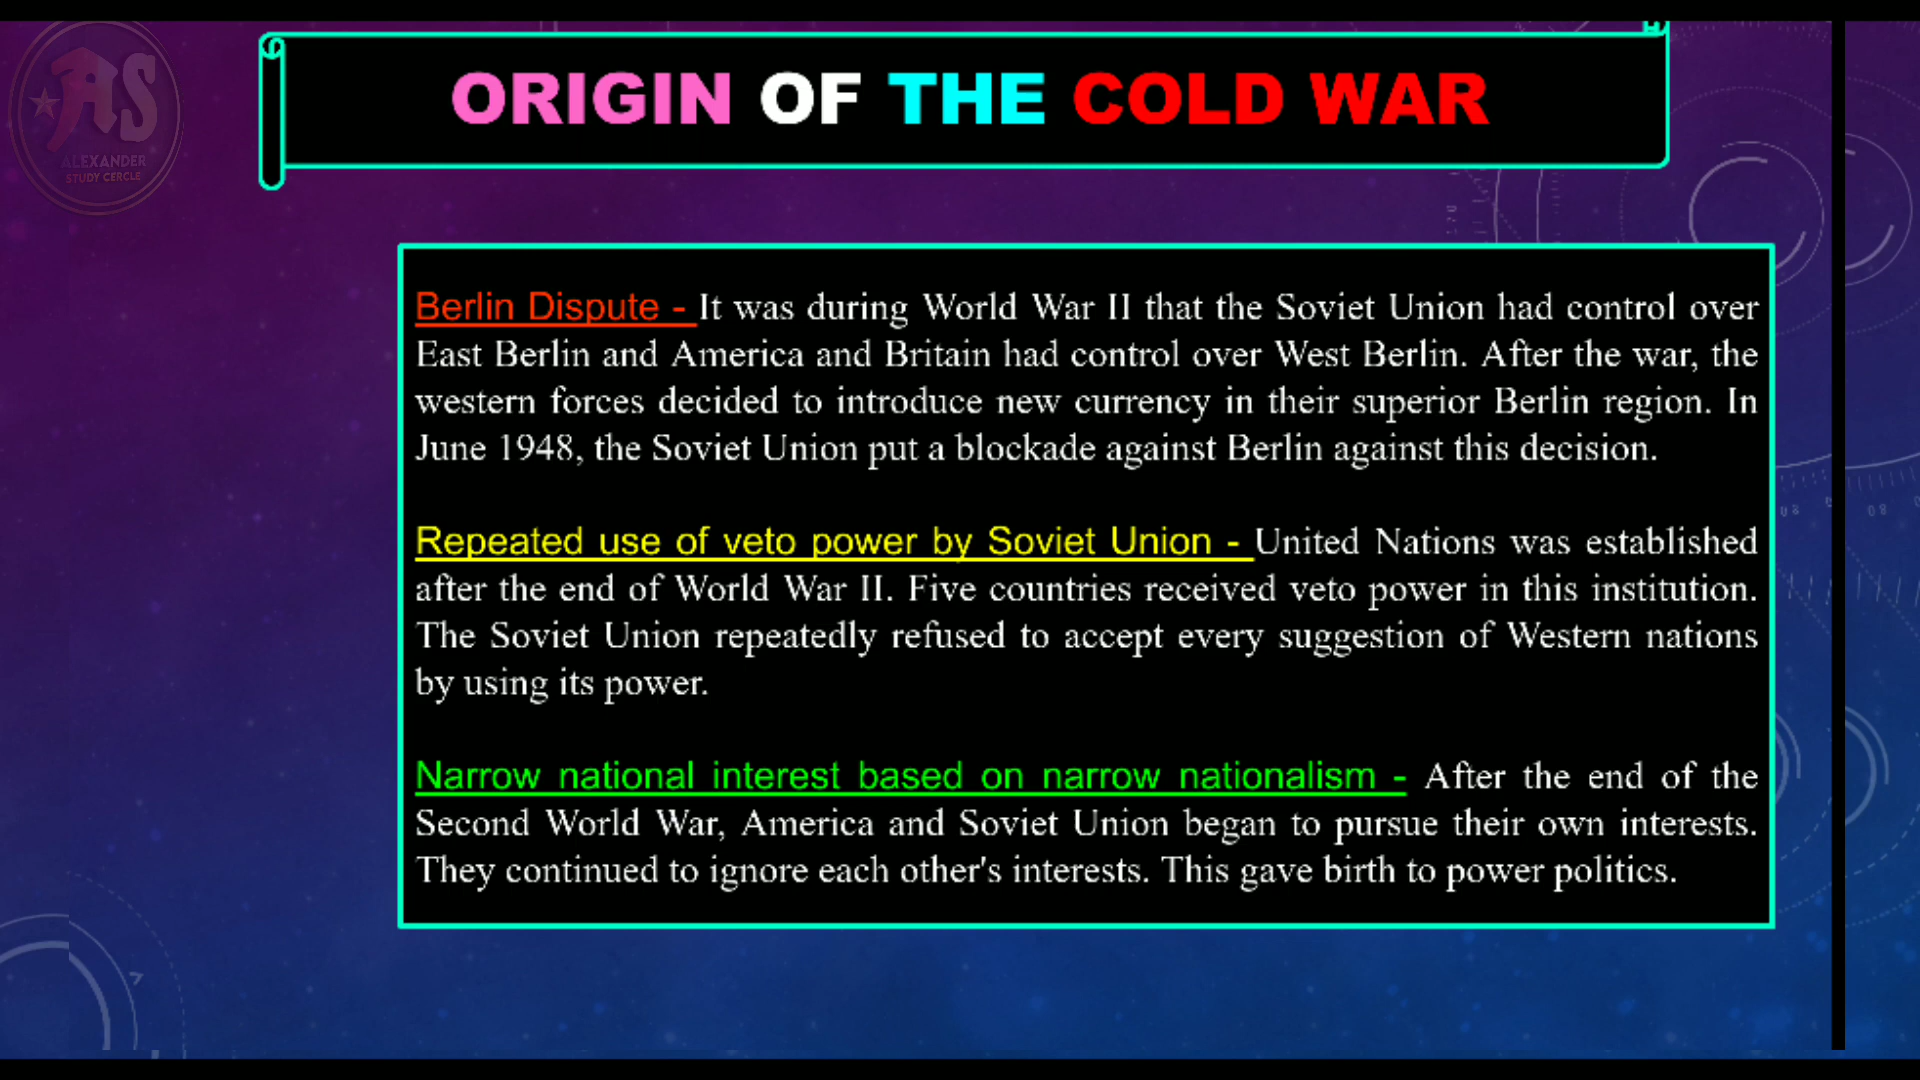 AS
ALEXANDER
STUDY CERCLE
ORIGIN OF THE COLD WAR
Berlin Dispute - It was during World War II that the Soviet Union had control over
East Berlin and America and Britain had control over West Berlin. After the war, the
western forces decided to introduce new currency in their superior Berlin region. In
June 1948, the Soviet Union put a blockade against Berlin against this decision.
Repeated use of veto power by Soviet Union - United Nations was established
after the end of World War II. Five countries received veto power in this institution.
The Soviet Union repeatedly refused to accept every suggestion of Western nations
by using its power.
Narrow national interest based on narrow nationalism - After the end of the
Second World War, America and Soviet Union began to pursue their own interests.
They continued to ignore each other's interests. This gave birth to power politics.